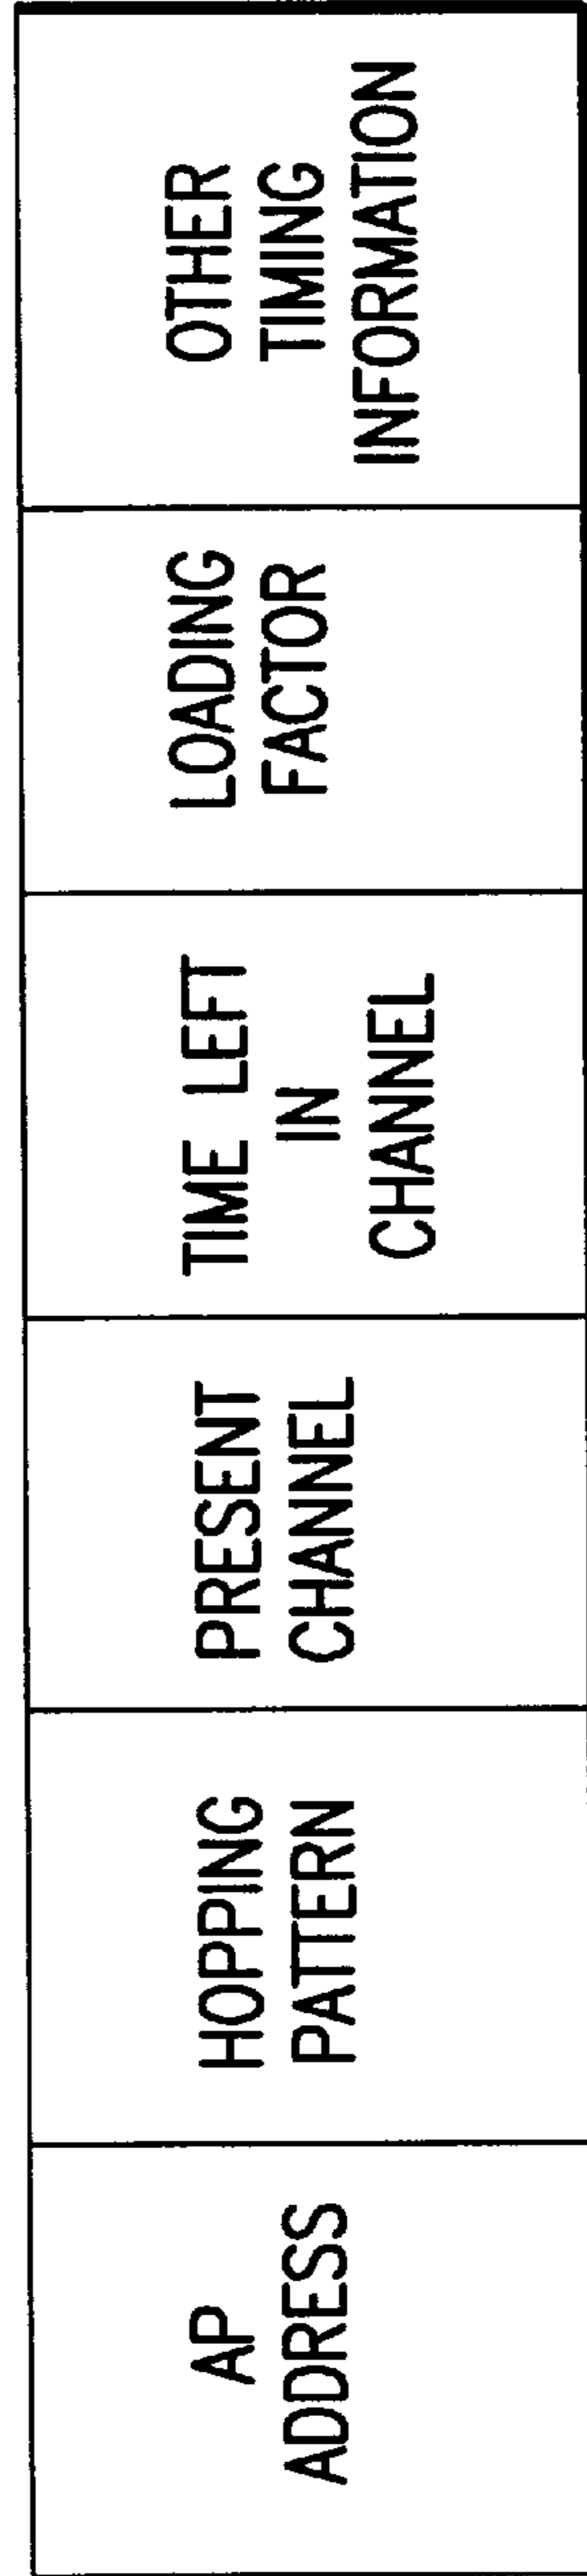 AP
ADDRESS
HOPPING
PATTERN
PRESENT
CHANNEL
TIME LEFT
IN
CHANNEL
LOADING
FACTOR
OTHER
TIMING
INFORMATION